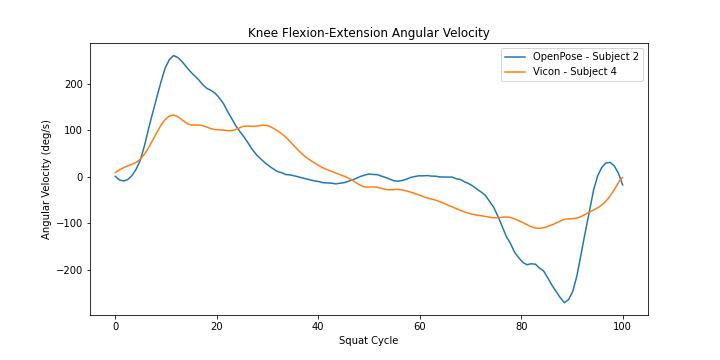 Knee Flexion-Extension Angular Velocity
OpenPose - Subject 2
Vicon - Subject 4
Angular Velocity (deg/s)
200
100
0
−100
−200
0 20 40 60 80 100
Squat Cycle